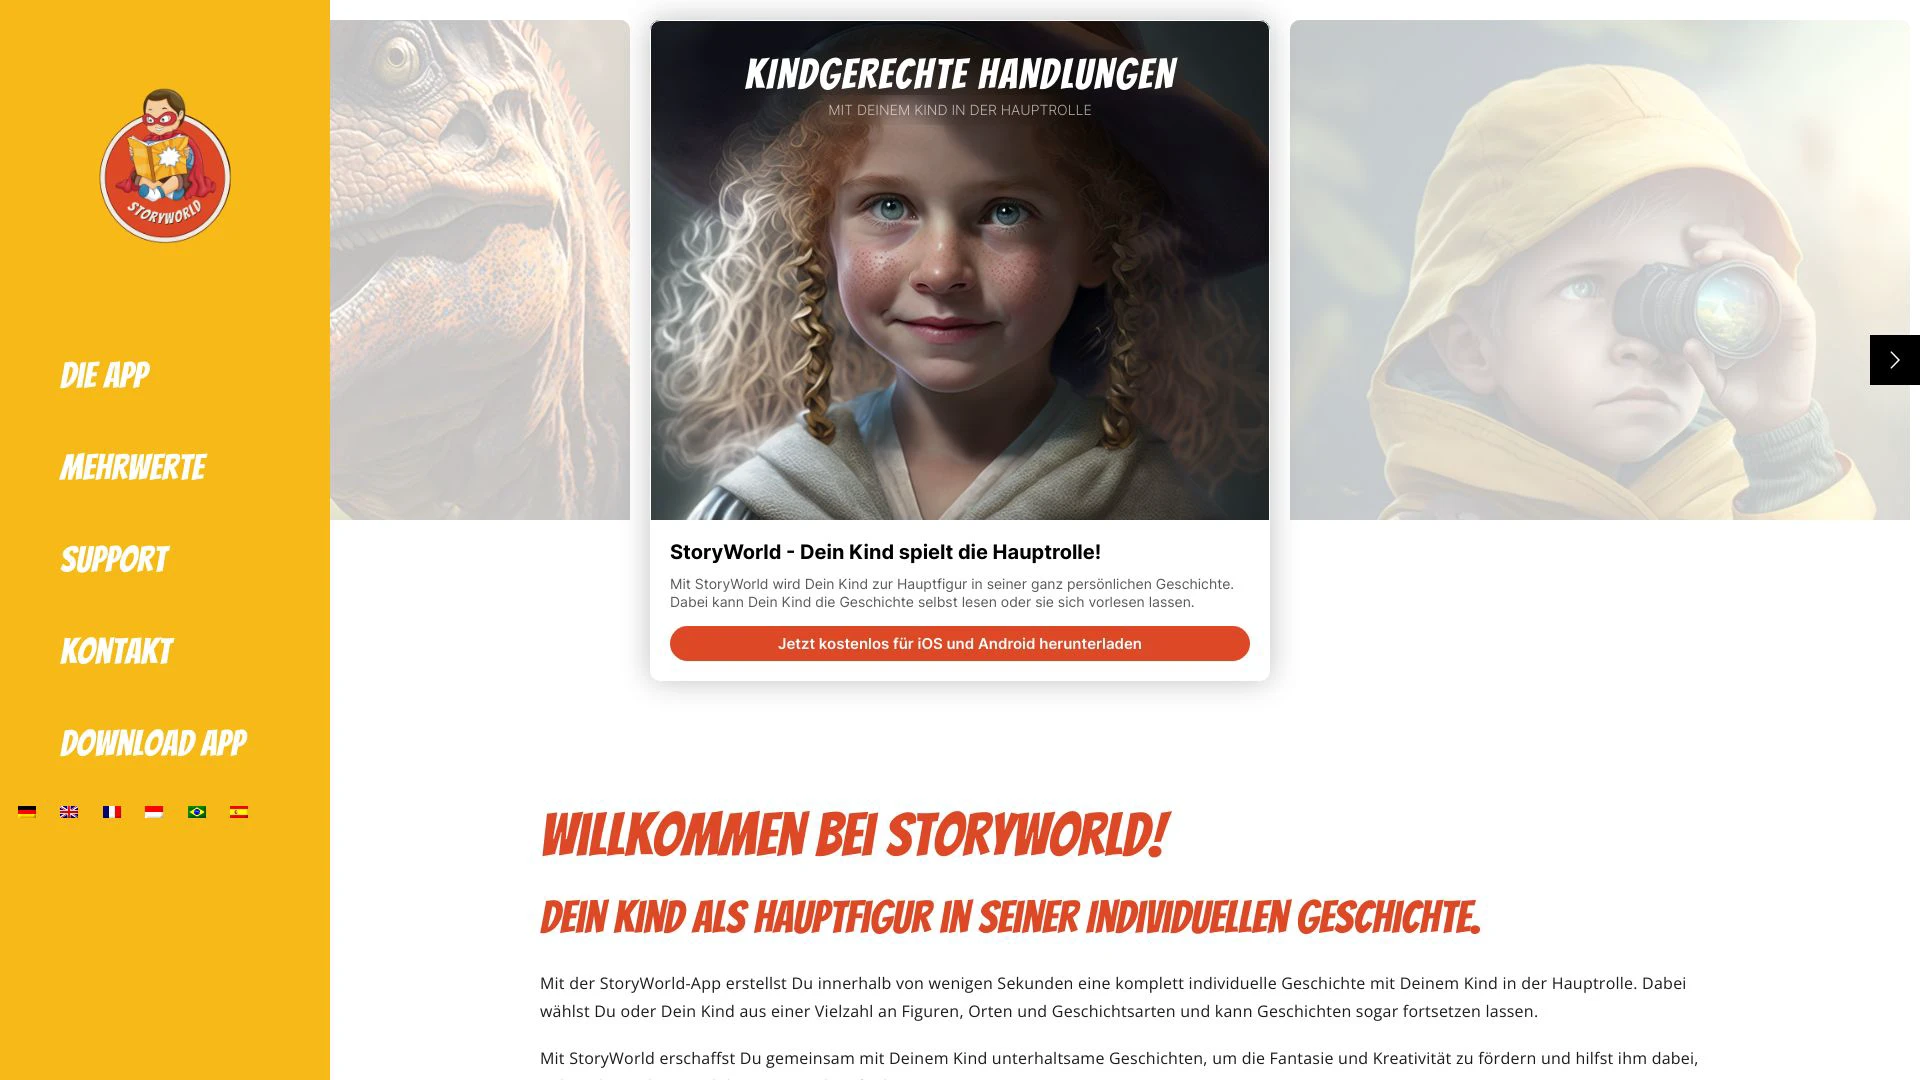 STORYWORLD
DIE APP
MEHRWERTE
SUPPORT
KONTAKT
DOWNLOAD APP
KINDGERECHTE HANDLUNGEN
MIT DEINEM KIND IN DER HAUPTROLLE
StoryWorld - Dein Kind spielt die Hauptrolle!
Mit StoryWorld wird Dein Kind zur Hauptfigur in seiner ganz persönlichen Geschichte.
Dabei kann Dein Kind die Geschichte selbst lesen oder sie sich vorlesen lassen.
Jetzt kostenlos für iOS und Android herunterladen
WILLKOMMEN BEI STORYWORLD!
DEIN KIND ALS HAUPTFIGUR IN SEINER INDIVIDUELLEN GESCHICHTE.
Mit der StoryWorld-App erstellst Du innerhalb von wenigen Sekunden eine komplett individuelle Geschichte mit Deinem Kind in der Hauptrolle. Dabei
wählst Du oder Dein Kind aus einer Vielzahl an Figuren, Orten und Geschichtsarten und kann Geschichten sogar fortsetzen lassen.
Mit StoryWorld erschaffst Du gemeinsam mit Deinem Kind unterhaltsame Geschichten, um die Fantasie und Kreativität zu fördern und hilfst ihm dabei,